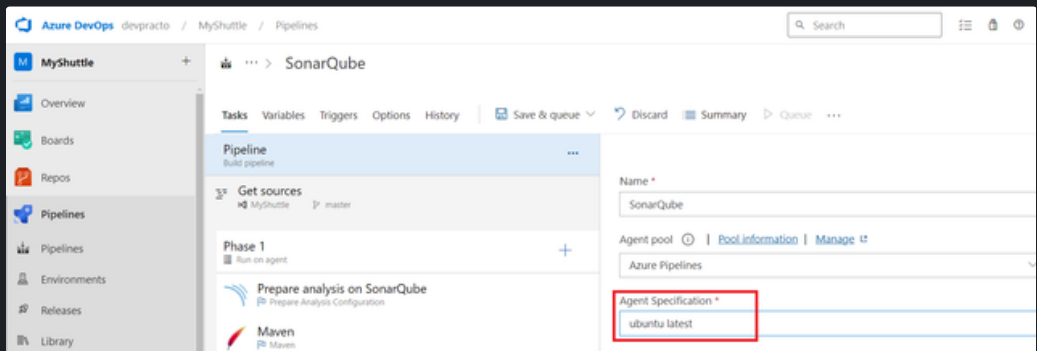 Azure DevOps devpracto / MyShuttle / Pipelines
Search
M MyShuttle +
··· > SonarQube
Overview
Boards
Repos
Pipelines
Pipelines
Environments
Releases
Library
Tasks Variables Triggers Options History Save & queue Discard Summary Queue ···
Pipeline ···
Build pipeline
Get sources
MyShuttle master
Phase 1 +
Run on agent
Prepare analysis on SonarQube
Prepare Analysis Configuration
Maven
Maven
Name *
SonarQube
Agent pool | Pool information | Manage
Azure Pipelines
Agent Specification *
ubuntu latest